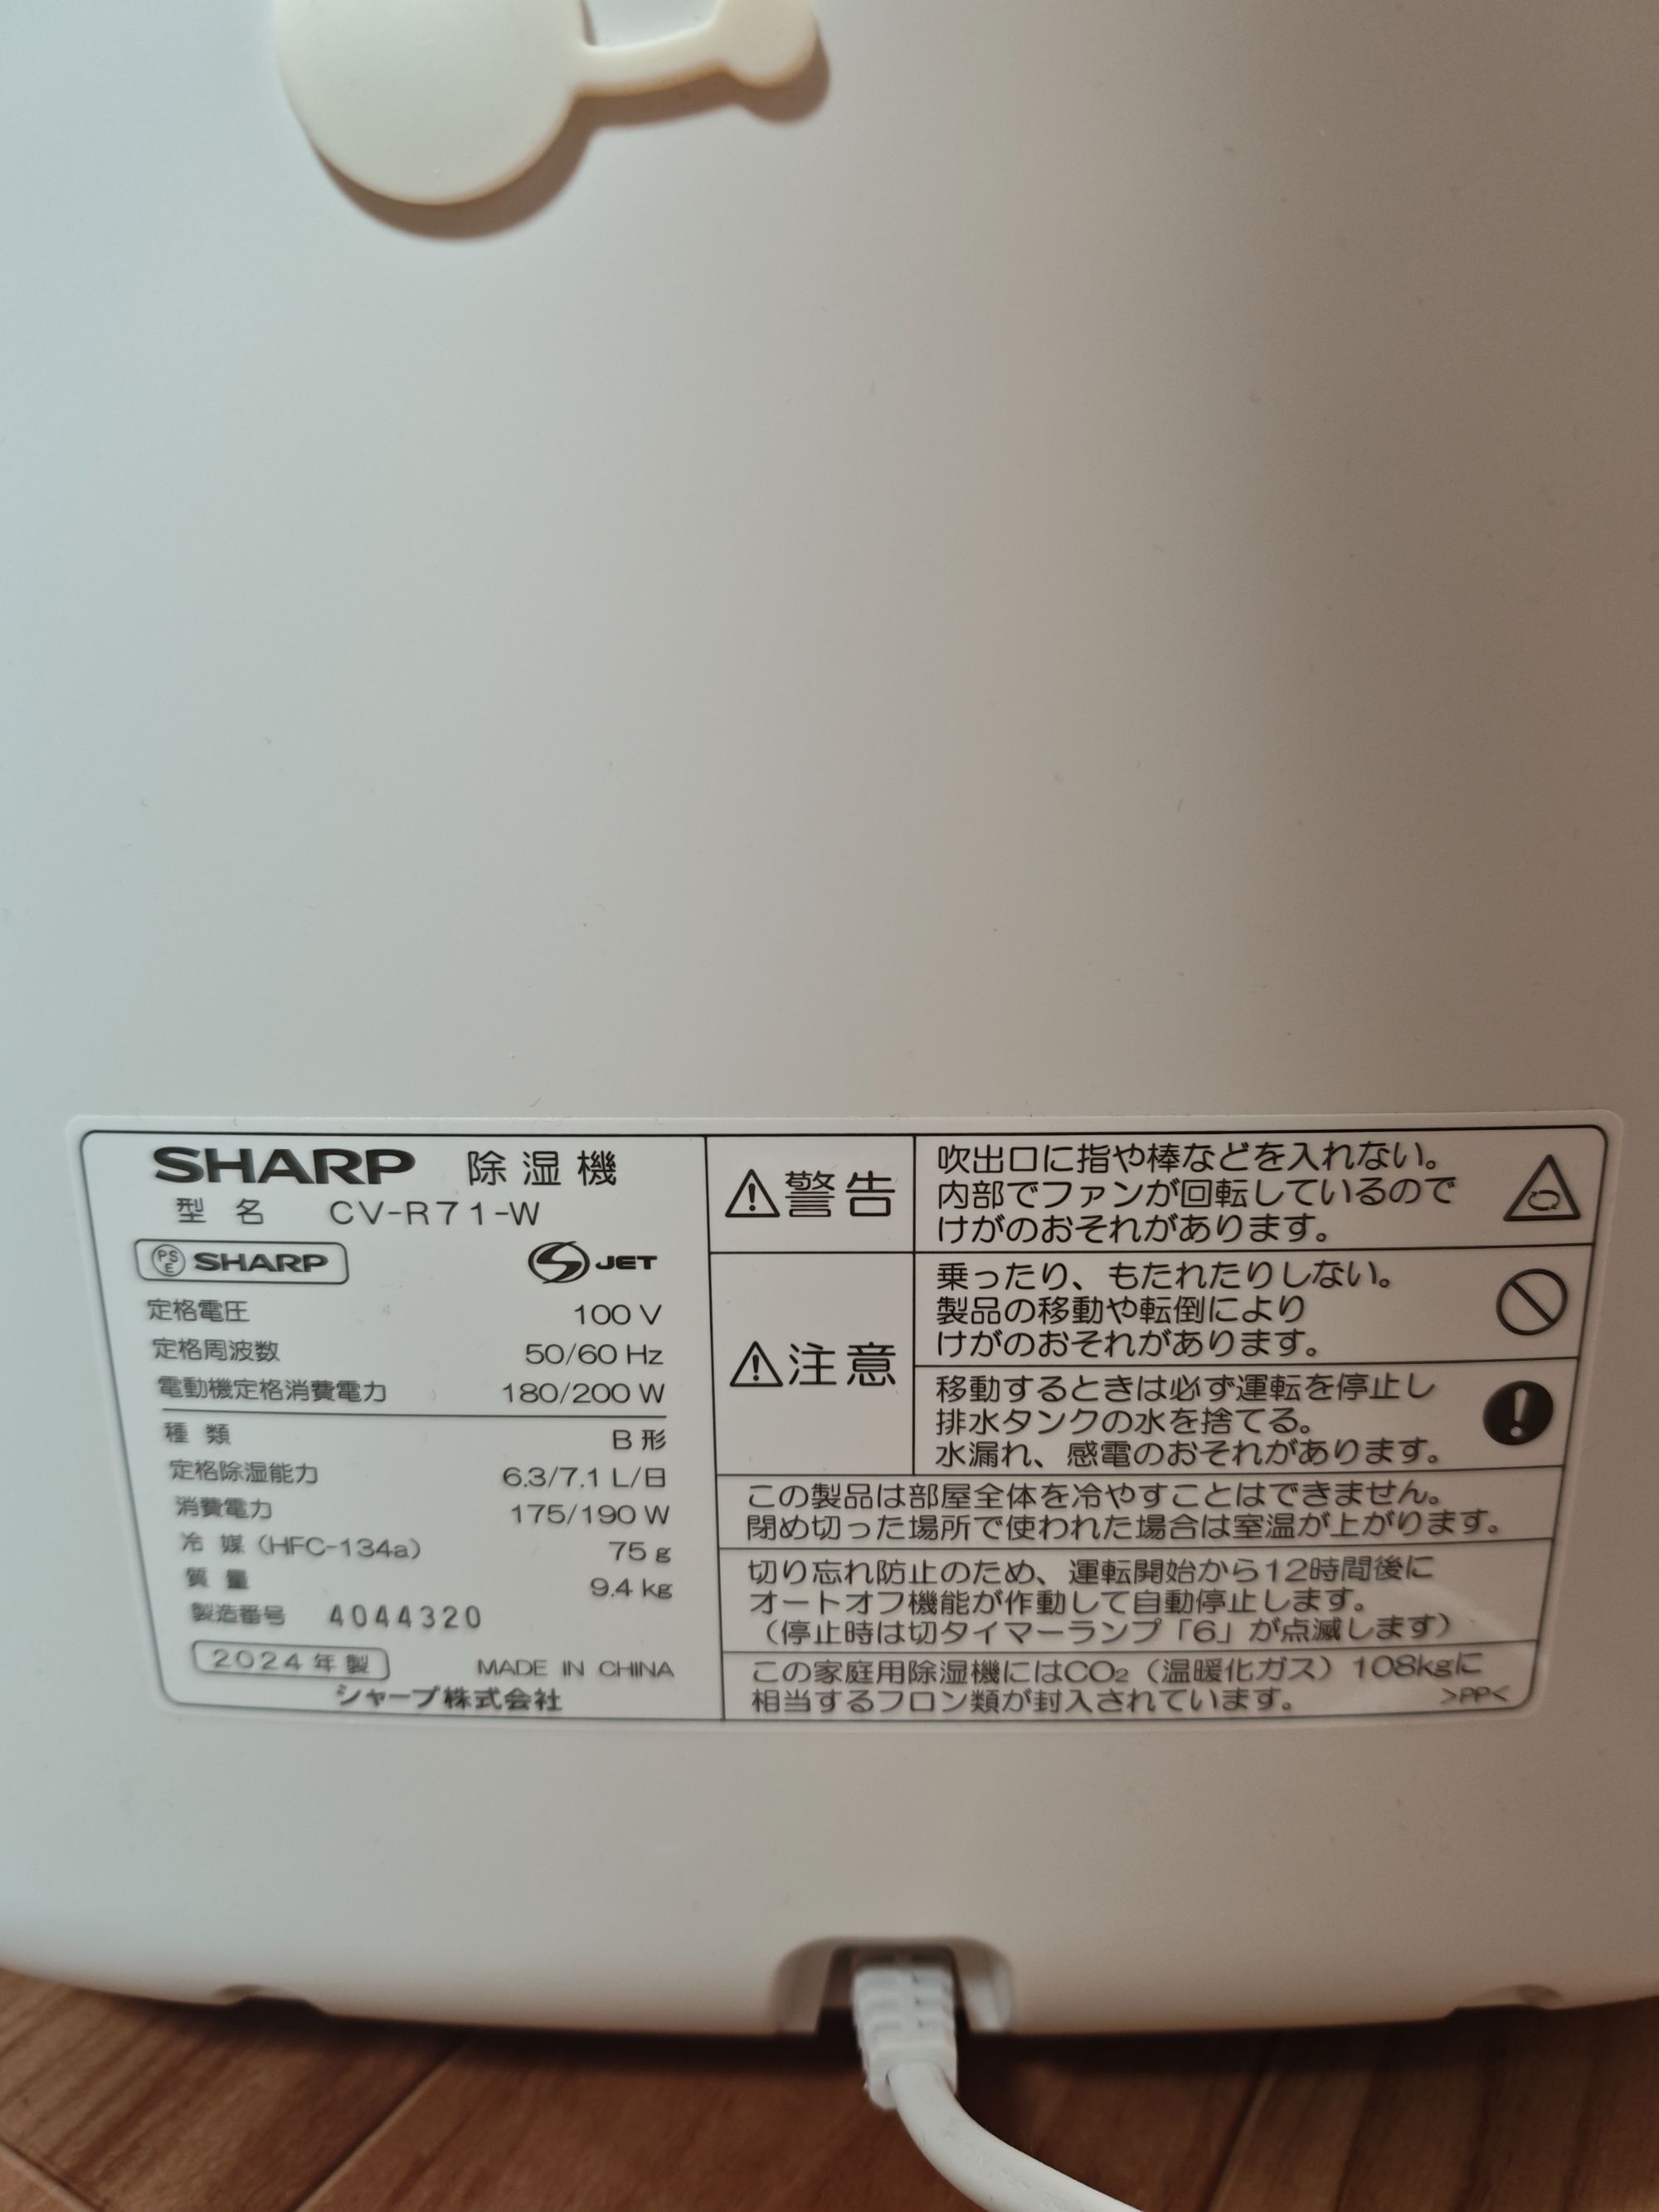 SHARP 除湿機
型名 CV-R71-W
PSE SHARP
S JET
定格電圧 100 V
定格周波数 50/60 Hz
電動機定格消費電力 180/200 W
種類 B形
定格除湿能力 6.3/7.1 L/日
消費電力 175/190 W
冷媒（HFC-134a） 75 g
質量 9.4 kg
製造番号 4044320
2024年製 MADE IN CHINA
シャープ株式会社
⚠警告
吹出口に指や棒などを入れない。
内部でファンが回転しているので
けがのおそれがあります。
⚠注意
乗ったり、もたれたりしない。
製品の移動や転倒により
けがのおそれがあります。
移動するときは必ず運転を停止し
排水タンクの水を捨てる。
水漏れ、感電のおそれがあります。
この製品は部屋全体を冷やすことはできません。
閉め切った場所で使われた場合は室温が上がります。
切り忘れ防止のため、運転開始から12時間後に
オートオフ機能が作動して自動停止します。
（停止時は切タイマーランプ「6」が点滅します）
この家庭用除湿機にはCO₂（温暖化ガス）108kgに
相当するフロン類が封入されています。
>PP<